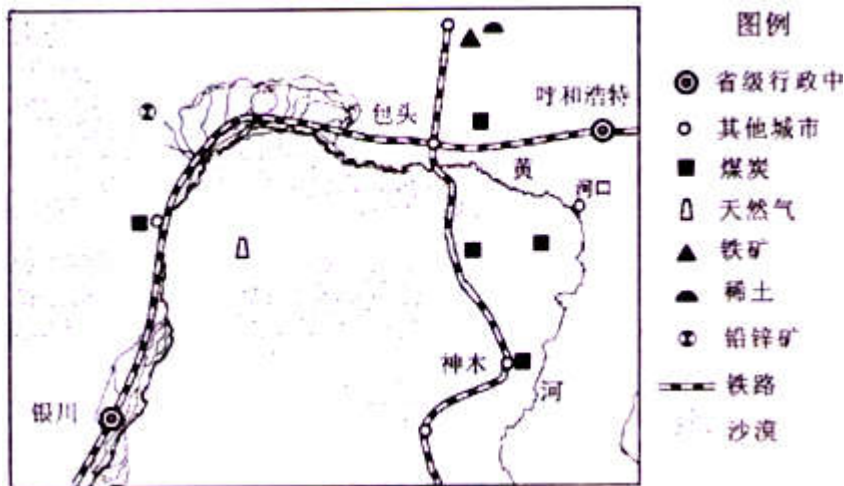 包头
呼和浩特
黄
河口
神木
河
银川
图例
省级行政中
其他城市
煤炭
天然气
铁矿
稀土
铅锌矿
铁路
沙漠